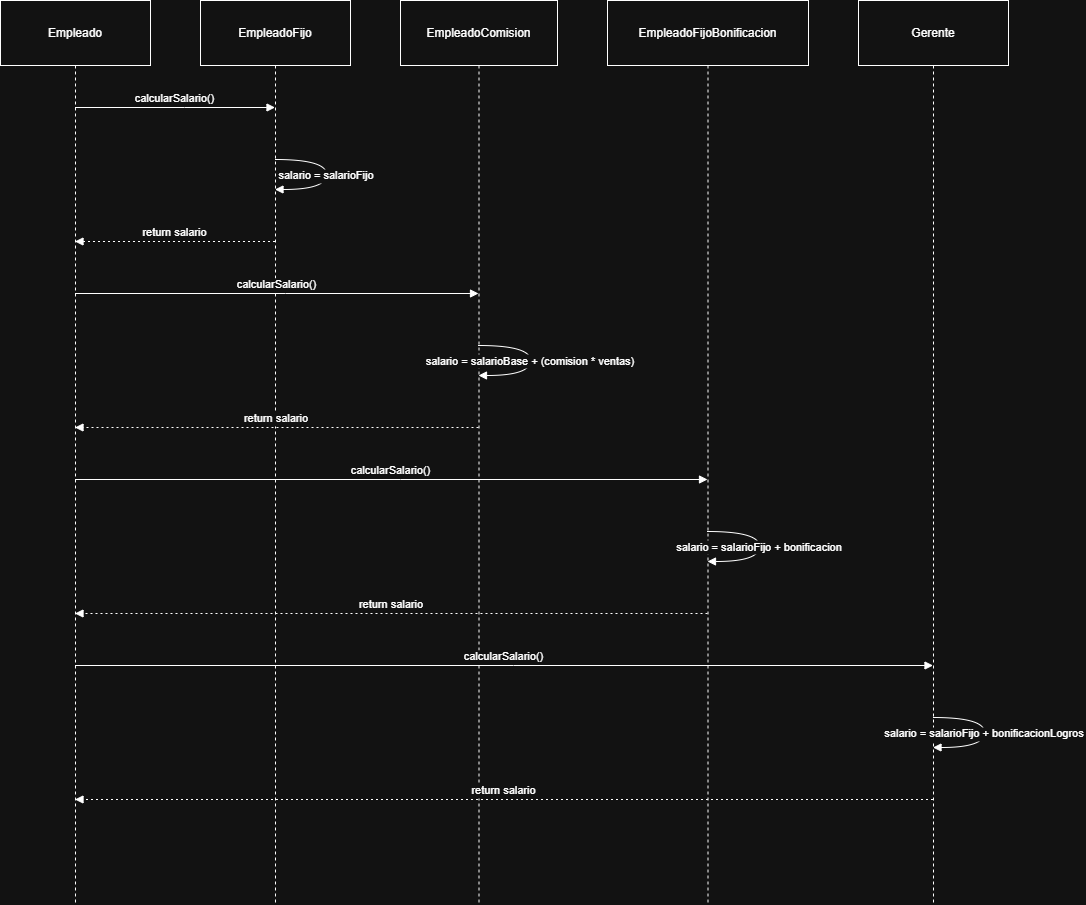 Empleado
EmpleadoFijo
EmpleadoComision
EmpleadoFijoBonificacion
Gerente
calcularSalario()
salario = salarioFijo
return salario
calcularSalario()
salario = salarioBase + (comision * ventas)
return salario
calcularSalario()
salario = salarioFijo + bonificacion
return salario
calcularSalario()
salario = salarioFijo + bonificacionLogros
return salario